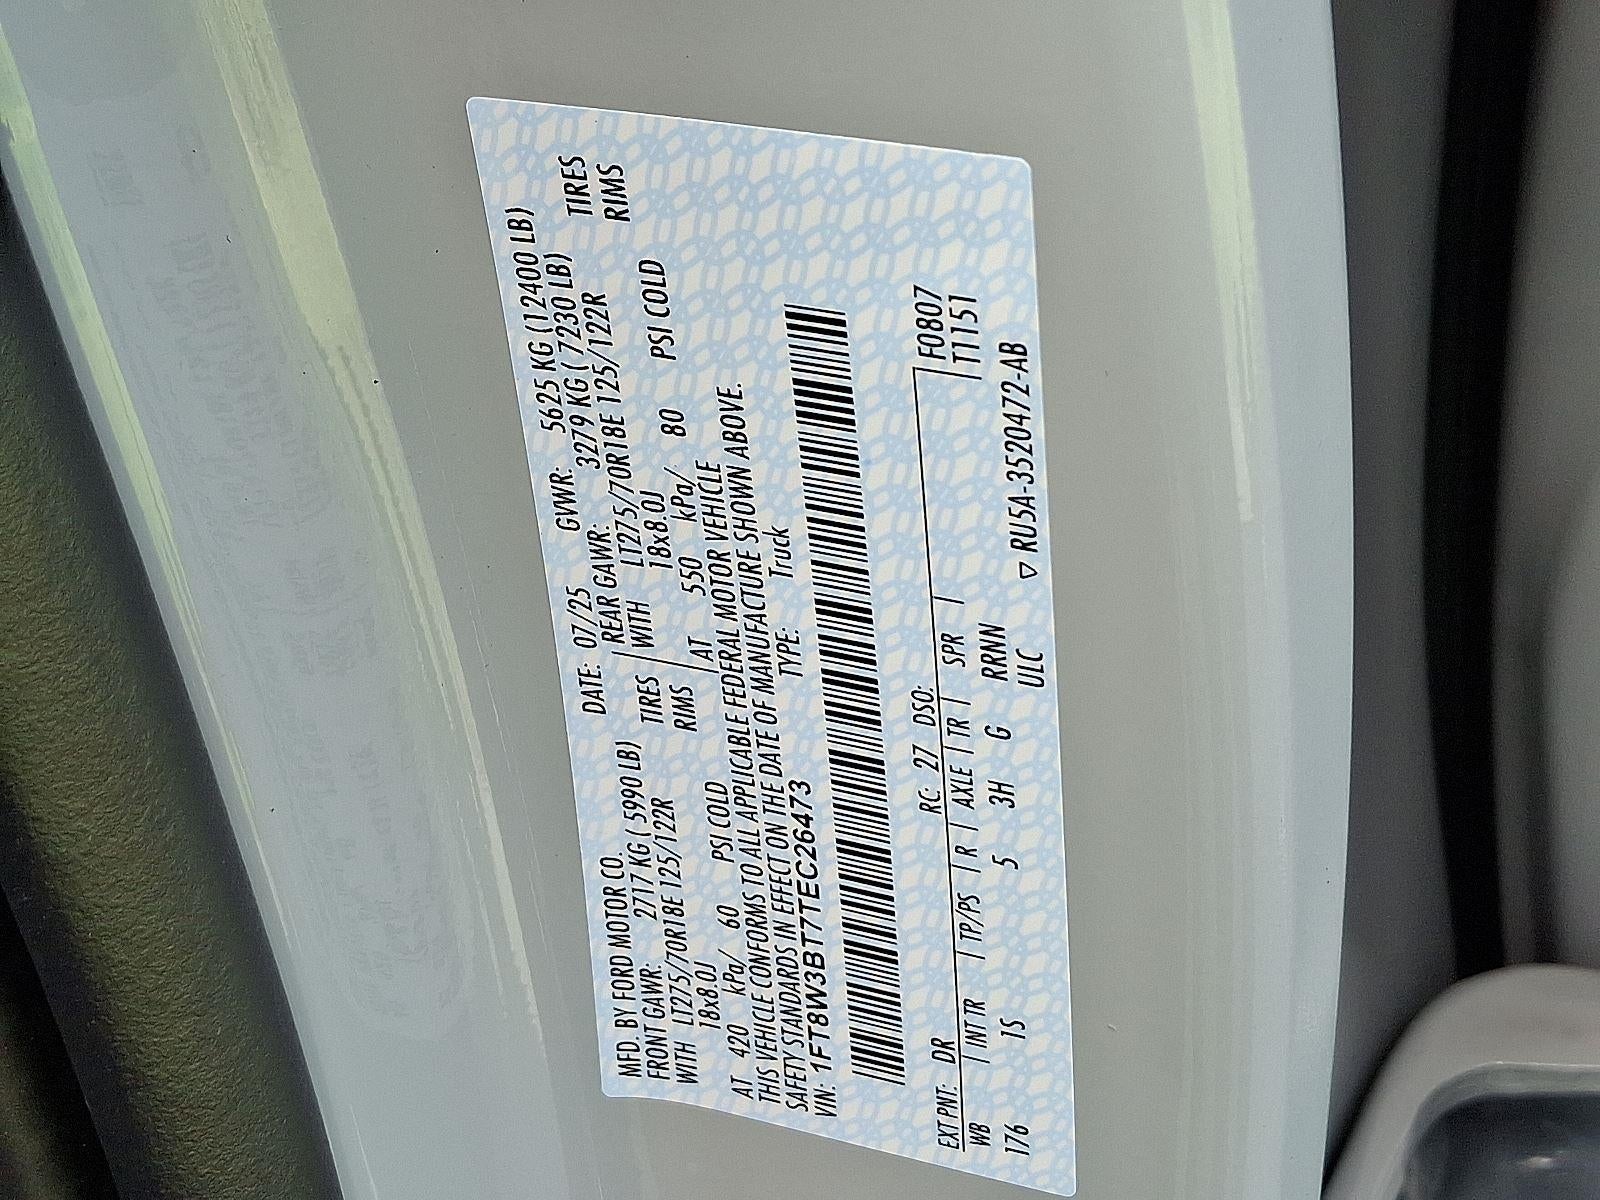 MFD. BY FORD MOTOR CO.
DATE: 07/25 GVWR: 5625 KG (12400 LB)
FRONT GAWR: 2717 KG ( 5990 LB) REAR GAWR: 3279 KG ( 7230 LB)
WITH LT275/70R18E 125/122R TIRES WITH LT275/70R18E 125/122R TIRES
18x8.0J RIMS 18x8.0J RIMS
AT 420 kPa/ 60 PSI COLD AT 550 kPa/ 80 PSI COLD
THIS VEHICLE CONFORMS TO ALL APPLICABLE FEDERAL MOTOR VEHICLE
SAFETY STANDARDS IN EFFECT ON THE DATE OF MANUFACTURE SHOWN ABOVE.
VIN: 1FT8W3BT7TEC26473 TYPE: Truck
EXT PNT: DR RC: 27 DSO: F0807
WB | INT TR | TP/PS | R | AXLE | TR | SPR | T1151
176 1S 5 3H G RRNN
ULC ▽ RU5A-3520472-AB